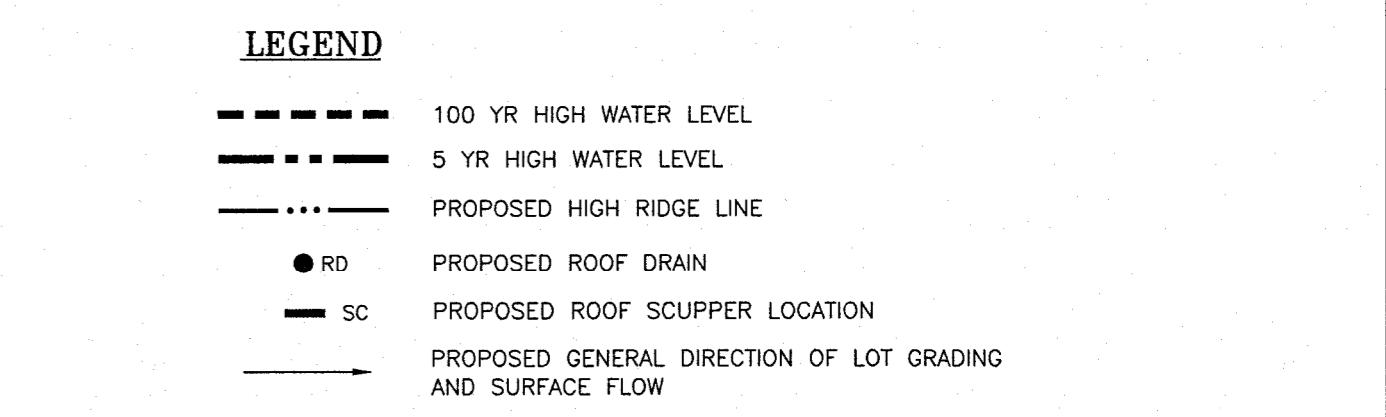 LEGEND
100 YR HIGH WATER LEVEL
5 YR HIGH WATER LEVEL
PROPOSED HIGH RIDGE LINE
RD PROPOSED ROOF DRAIN
SC PROPOSED ROOF SCUPPER LOCATION
PROPOSED GENERAL DIRECTION OF LOT GRADING
AND SURFACE FLOW